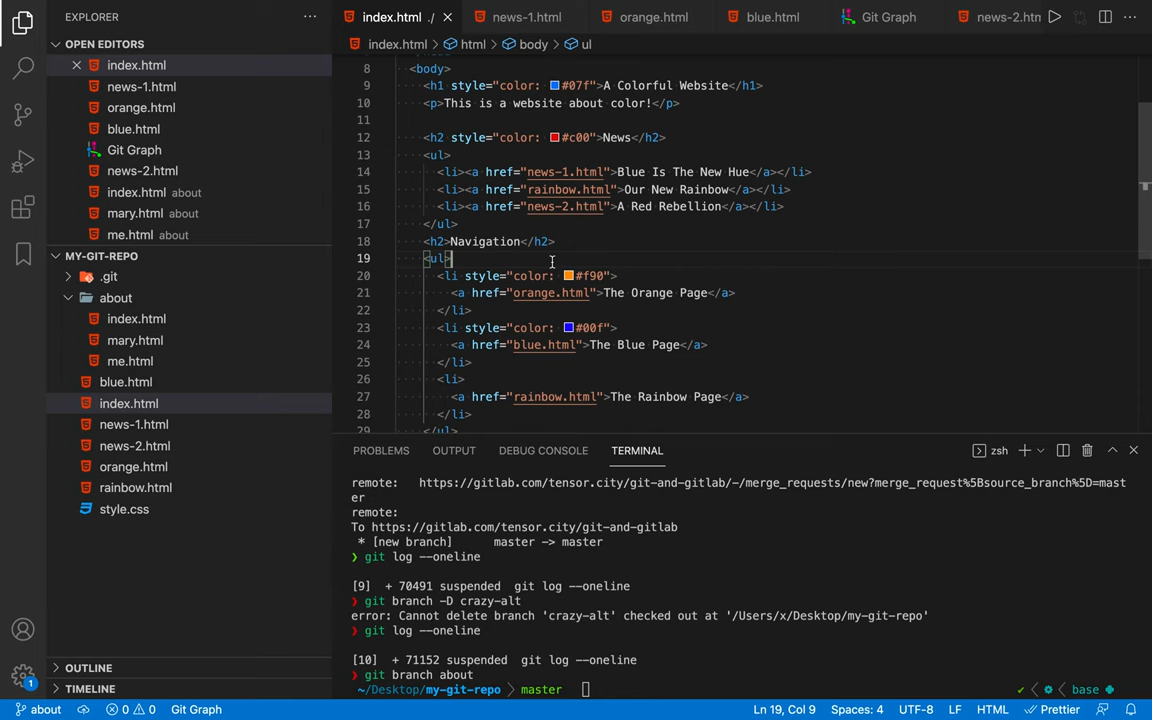 EXPLORER
OPEN EDITORS
index.html
news-1.html
orange.html
blue.html
Git Graph
news-2.html
index.html about
mary.html about
me.html about
MY-GIT-REPO
.git
about
index.html
mary.html
me.html
blue.html
index.html
news-1.html
news-2.html
orange.html
rainbow.html
style.css
OUTLINE
TIMELINE
1
index.html ./ news-1.html orange.html blue.html Git Graph news-2.htm
index.html > html > body > ul
8 <body>
9 <h1 style="color: #07f">A Colorful Website</h1>
10 <p>This is a website about color!</p>
11
12 <h2 style="color: #c00">News</h2>
13 <ul>
14 <li><a href="news-1.html">Blue Is The New Hue</a></li>
15 <li><a href="rainbow.html">Our New Rainbow</a></li>
16 <li><a href="news-2.html">A Red Rebellion</a></li>
17 </ul>
18 <h2>Navigation</h2>
19 <ul>
20 <li style="color: #f90">
21 <a href="orange.html">The Orange Page</a>
22 </li>
23 <li style="color: #00f">
24 <a href="blue.html">The Blue Page</a>
25 </li>
26 <li>
27 <a href="rainbow.html">The Rainbow Page</a>
28 </li>
29 </ul>
PROBLEMS OUTPUT DEBUG CONSOLE TERMINAL zsh
remote: https://gitlab.com/tensor.city/git-and-gitlab/-/merge_requests/new?merge_request%5Bsource_branch%5D=mast
er
remote:
To https://gitlab.com/tensor.city/git-and-gitlab
* [new branch] master -> master
❯ git log --oneline
[9] + 70491 suspended git log --oneline
❯ git branch -D crazy-alt
error: Cannot delete branch 'crazy-alt' checked out at '/Users/x/Desktop/my-git-repo'
❯ git log --oneline
[10] + 71152 suspended git log --oneline
❯ git branch about
~/Desktop/my-git-repo master ✓ base
about 0 0 Git Graph Ln 19, Col 9 Spaces: 4 UTF-8 LF HTML Prettier